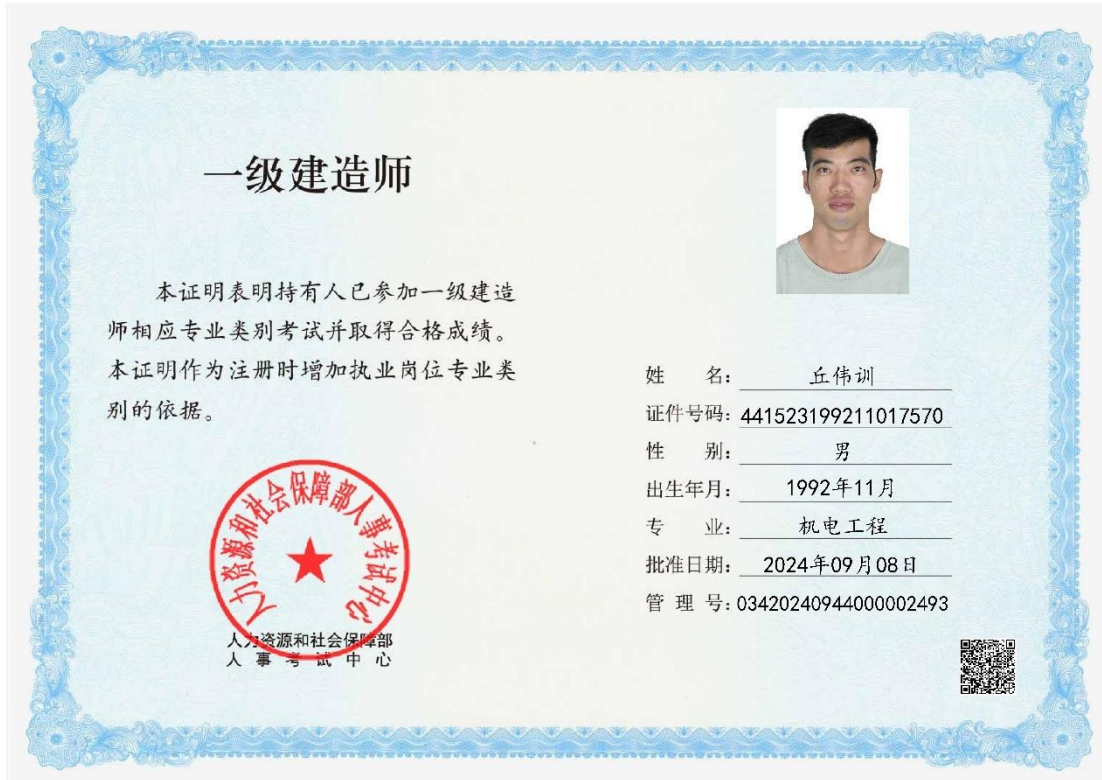 一级建造师
本证明表明持有人已参加一级建造
师相应专业类别考试并取得合格成绩。
本证明作为注册时增加执业岗位专业类
别的依据。
人力资源和社会保障部人事考试中心
人力资源和社会保障部
人事考试中心
姓 名: 丘伟训
证件号码: 441523199211017570
性 别: 男
出生年月: 1992年11月
专 业: 机电工程
批准日期: 2024年09月08日
管 理 号: 03420240944000002493